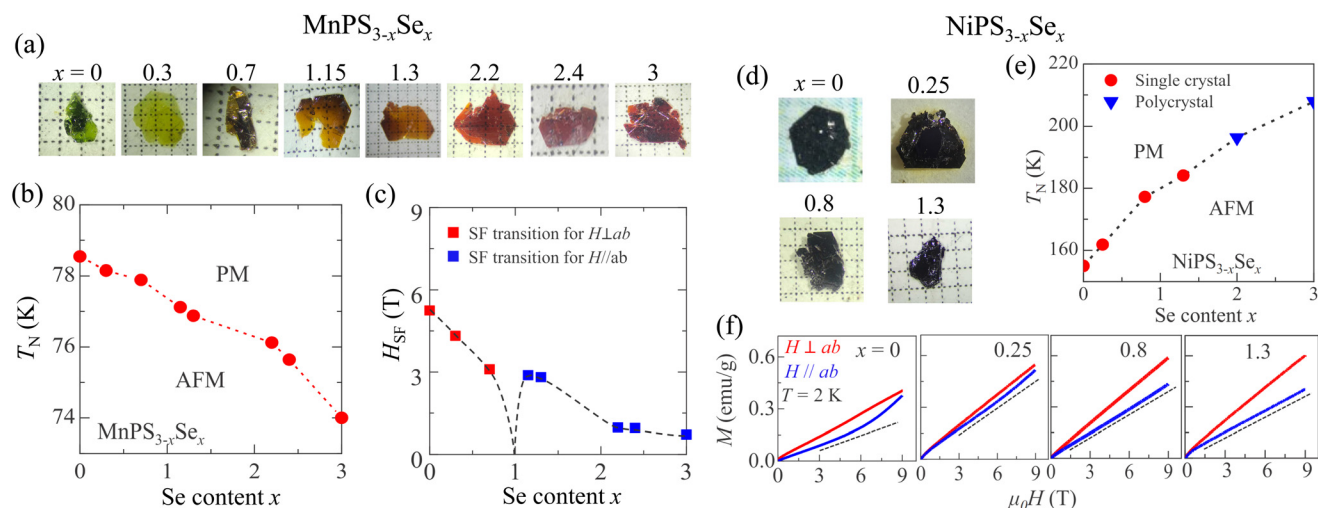 MnPS3-xSex
NiPS3-xSex
(a)
x = 0 0.3 0.7 1.15 1.3 2.2 2.4 3
(b)
80
78
76
74
TN (K)
PM
AFM
MnPS3-xSex
0 1 2 3
Se content x
(c)
9
6
3
0
HSF (T)
SF transition for H⊥ab
SF transition for H//ab
0 1 2 3
Se content x
(d)
x = 0 0.25
0.8 1.3
(e)
220
200
180
160
TN (K)
Single crystal
Polycrystal
PM
AFM
NiPS3-xSex
0 1 2 3
Se content x
(f)
0.6
0.3
0.0
M (emu/g)
H ⊥ ab x = 0
H // ab
T = 2 K
0.25
0.8
1.3
0 3 6 9 0 3 6 9 0 3 6 9 0 3 6 9
μ0H (T)